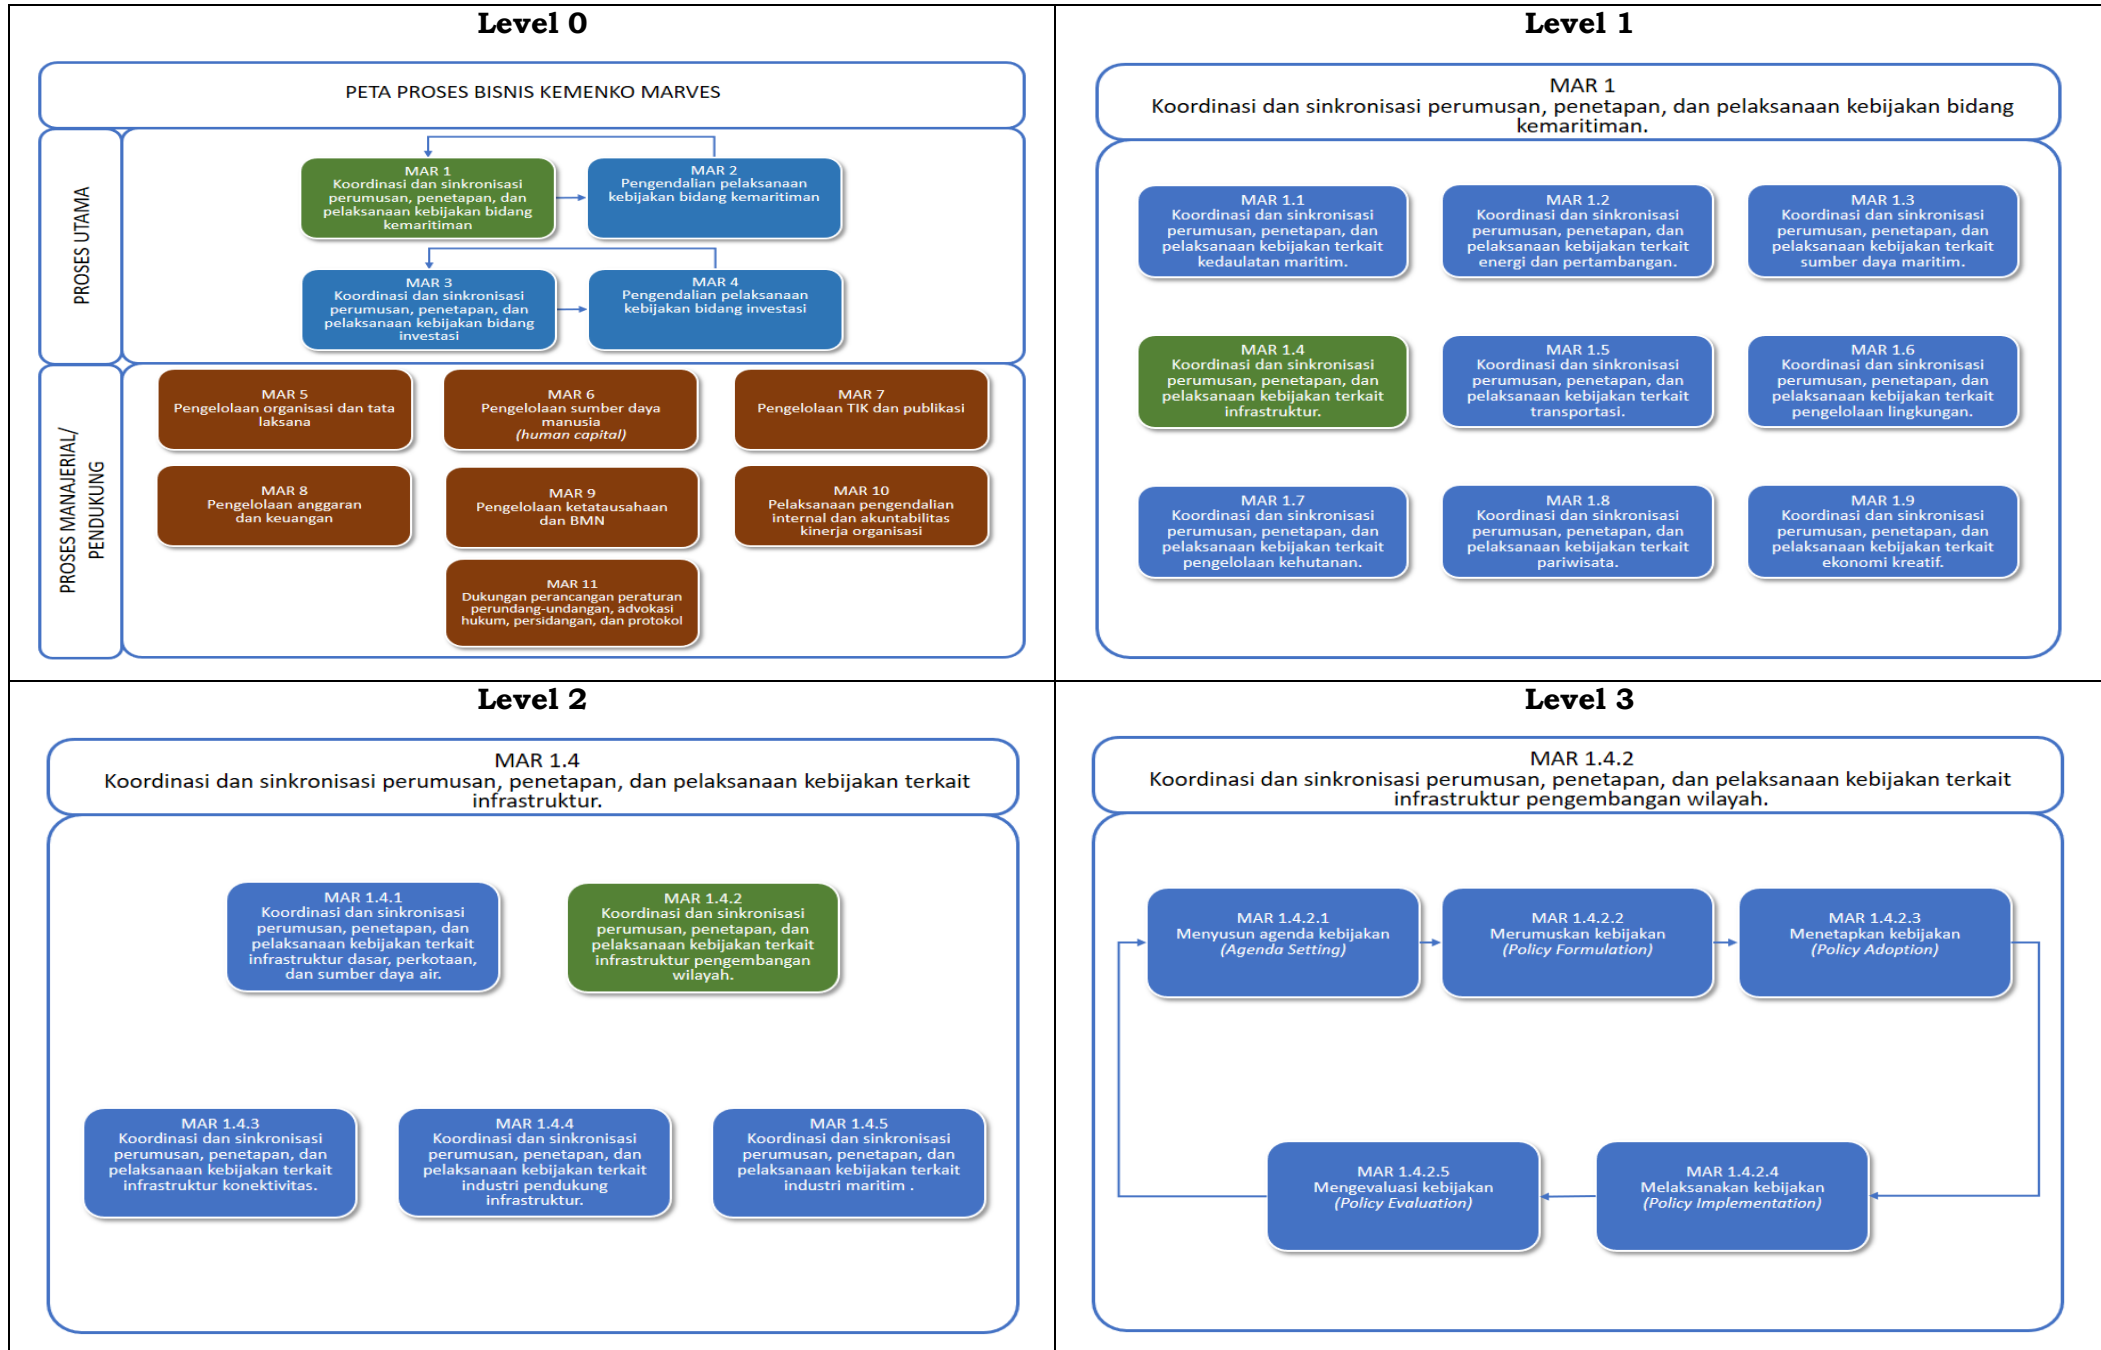 Level 0
PETA PROSES BISNIS KEMENKO MARVES
PROSES UTAMA
MAR 1
Koordinasi dan sinkronisasi
perumusan, penetapan, dan
pelaksanaan kebijakan bidang
kemaritiman
MAR 2
Pengendalian pelaksanaan
kebijakan bidang kemaritiman
MAR 3
Koordinasi dan sinkronisasi
perumusan, penetapan, dan
pelaksanaan kebijakan bidang
investasi
MAR 4
Pengendalian pelaksanaan
kebijakan bidang investasi
PROSES MANAJERIAL/
PENDUKUNG
MAR 5
Pengelolaan organisasi dan tata
laksana
MAR 6
Pengelolaan sumber daya
manusia
(human capital)
MAR 7
Pengelolaan TIK dan publikasi
MAR 8
Pengelolaan anggaran
dan keuangan
MAR 9
Pengelolaan ketatausahaan
dan BMN
MAR 10
Pelaksanaan pengendalian
internal dan akuntabilitas
kinerja organisasi
MAR 11
Dukungan perancangan peraturan
perundang-undangan, advokasi
hukum, persidangan, dan protokol
Level 1
MAR 1
Koordinasi dan sinkronisasi perumusan, penetapan, dan pelaksanaan kebijakan bidang
kemaritiman.
MAR 1.1
Koordinasi dan sinkronisasi
perumusan, penetapan, dan
pelaksanaan kebijakan terkait
kedaulatan maritim.
MAR 1.2
Koordinasi dan sinkronisasi
perumusan, penetapan, dan
pelaksanaan kebijakan terkait
energi dan pertambangan.
MAR 1.3
Koordinasi dan sinkronisasi
perumusan, penetapan, dan
pelaksanaan kebijakan terkait
sumber daya maritim.
MAR 1.4
Koordinasi dan sinkronisasi
perumusan, penetapan, dan
pelaksanaan kebijakan terkait
infrastruktur.
MAR 1.5
Koordinasi dan sinkronisasi
perumusan, penetapan, dan
pelaksanaan kebijakan terkait
transportasi.
MAR 1.6
Koordinasi dan sinkronisasi
perumusan, penetapan, dan
pelaksanaan kebijakan terkait
pengelolaan lingkungan.
MAR 1.7
Koordinasi dan sinkronisasi
perumusan, penetapan, dan
pelaksanaan kebijakan terkait
pengelolaan kehutanan.
MAR 1.8
Koordinasi dan sinkronisasi
perumusan, penetapan, dan
pelaksanaan kebijakan terkait
pariwisata.
MAR 1.9
Koordinasi dan sinkronisasi
perumusan, penetapan, dan
pelaksanaan kebijakan terkait
ekonomi kreatif.
Level 2
MAR 1.4
Koordinasi dan sinkronisasi perumusan, penetapan, dan pelaksanaan kebijakan terkait
infrastruktur.
MAR 1.4.1
Koordinasi dan sinkronisasi
perumusan, penetapan, dan
pelaksanaan kebijakan terkait
infrastruktur dasar, perkotaan,
dan sumber daya air.
MAR 1.4.2
Koordinasi dan sinkronisasi
perumusan, penetapan, dan
pelaksanaan kebijakan terkait
infrastruktur pengembangan
wilayah.
MAR 1.4.3
Koordinasi dan sinkronisasi
perumusan, penetapan, dan
pelaksanaan kebijakan terkait
infrastruktur konektivitas.
MAR 1.4.4
Koordinasi dan sinkronisasi
perumusan, penetapan, dan
pelaksanaan kebijakan terkait
industri pendukung
infrastruktur.
MAR 1.4.5
Koordinasi dan sinkronisasi
perumusan, penetapan, dan
pelaksanaan kebijakan terkait
industri maritim .
Level 3
MAR 1.4.2
Koordinasi dan sinkronisasi perumusan, penetapan, dan pelaksanaan kebijakan terkait
infrastruktur pengembangan wilayah.
MAR 1.4.2.1
Menyusun agenda kebijakan
(Agenda Setting)
MAR 1.4.2.2
Merumuskan kebijakan
(Policy Formulation)
MAR 1.4.2.3
Menetapkan kebijakan
(Policy Adoption)
MAR 1.4.2.5
Mengevaluasi kebijakan
(Policy Evaluation)
MAR 1.4.2.4
Melaksanakan kebijakan
(Policy Implementation)